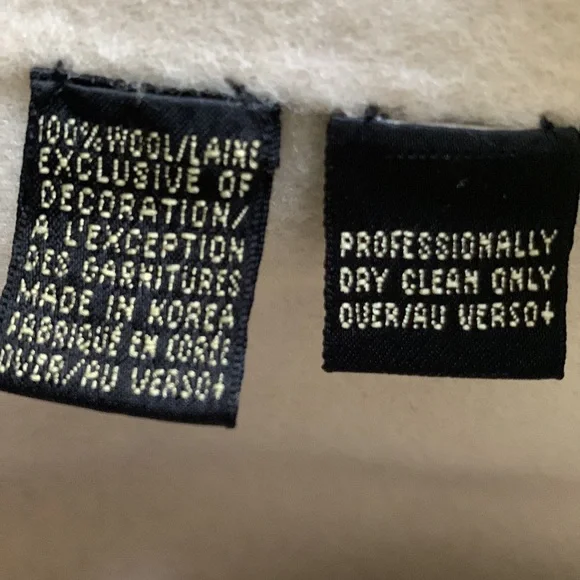 100% WOOL/LAINE
EXCLUSIVE OF
DECORATION/
A L'EXCEPTION
DES GARNITURES
MADE IN KOREA
FABRIQUÉ EN CORÉE
OVER/AU VERSO→
PROFESSIONALLY
DRY CLEAN ONLY
OVER/AU VERSO→